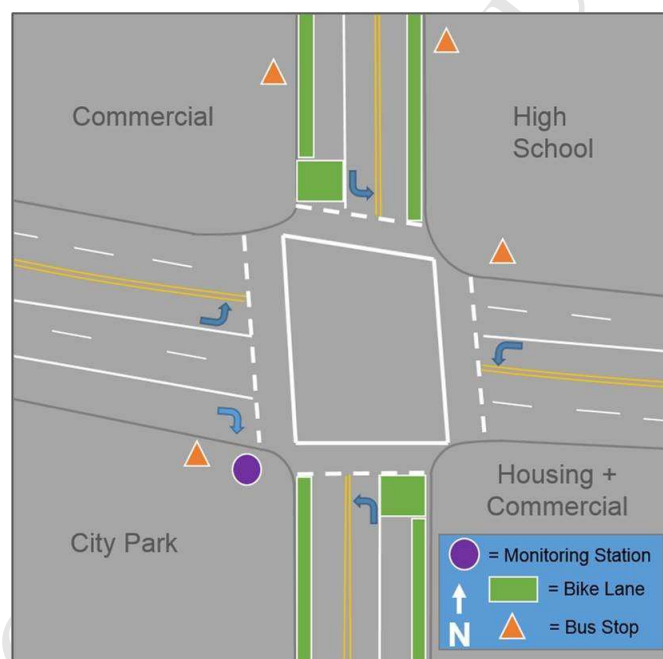 Commercial
High
School
City Park
Housing +
Commercial
= Monitoring Station
= Bike Lane
N
= Bus Stop